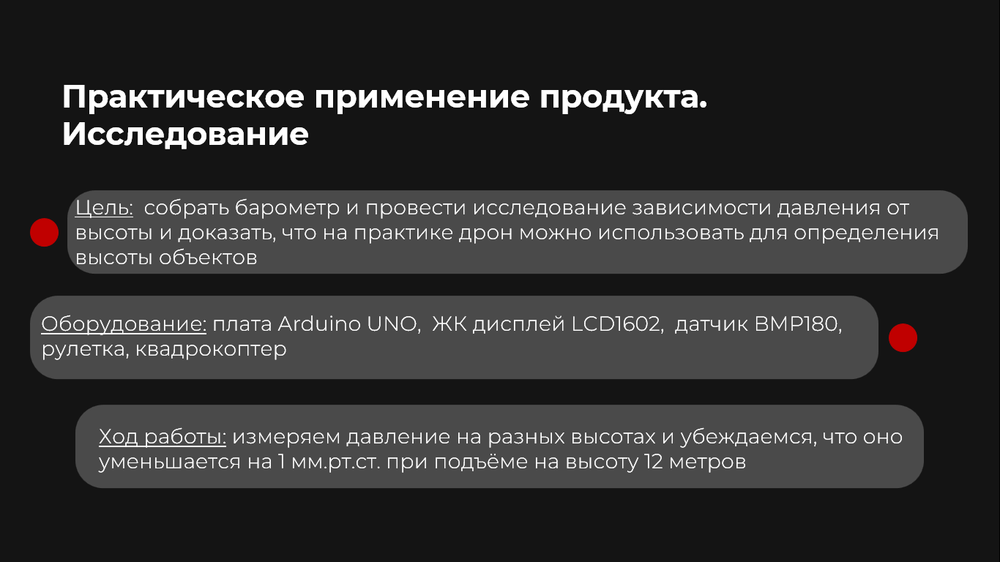 Практическое применение продукта.
Исследование
Цель:  собрать барометр и провести исследование зависимости давления от
высоты и доказать, что на практике дрон можно использовать для определения
высоты объектов
Оборудование: плата Arduino UNO,  ЖК дисплей LCD1602,  датчик BMP180,
рулетка, квадрокоптер
Ход работы: измеряем давление на разных высотах и убеждаемся, что оно
уменьшается на 1 мм.рт.ст. при подъёме на высоту 12 метров